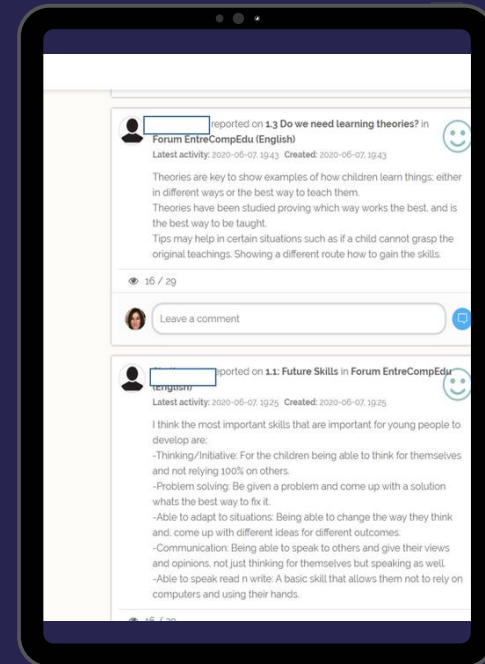 reported on 1.3 Do we need learning theories? in
Forum EntreCompEdu (English)
Latest activity: 2020-06-07, 19:43 Created: 2020-06-07, 19:43
Theories are key to show examples of how children learn things; either
in different ways or the best way to teach them.
Theories have been studied proving which way works the best, and is
the best way to be taught.
Tips may help in certain situations such as if a child cannot grasp the
original teachings. Showing a different route how to gain the skills.
16 / 29
Leave a comment
reported on 1.1: Future Skills in Forum EntreCompEdu
(English)
Latest activity: 2020-06-07, 19:25 Created: 2020-06-07, 19:25
I think the most important skills that are important for young people to
develop are:
-Thinking/Initiative: For the children being able to think for themselves
and not relying 100% on others.
-Problem solving: Be given a problem and come up with a solution
whats the best way to fix it.
-Able to adapt to situations: Being able to change the way they think
and, come up with different ideas for different outcomes.
-Communication: Being able to speak to others and give their views
and opinions, not just thinking for themselves but speaking as well.
-Able to speak read n write: A basic skill that allows them not to rely on
computers and using their hands.